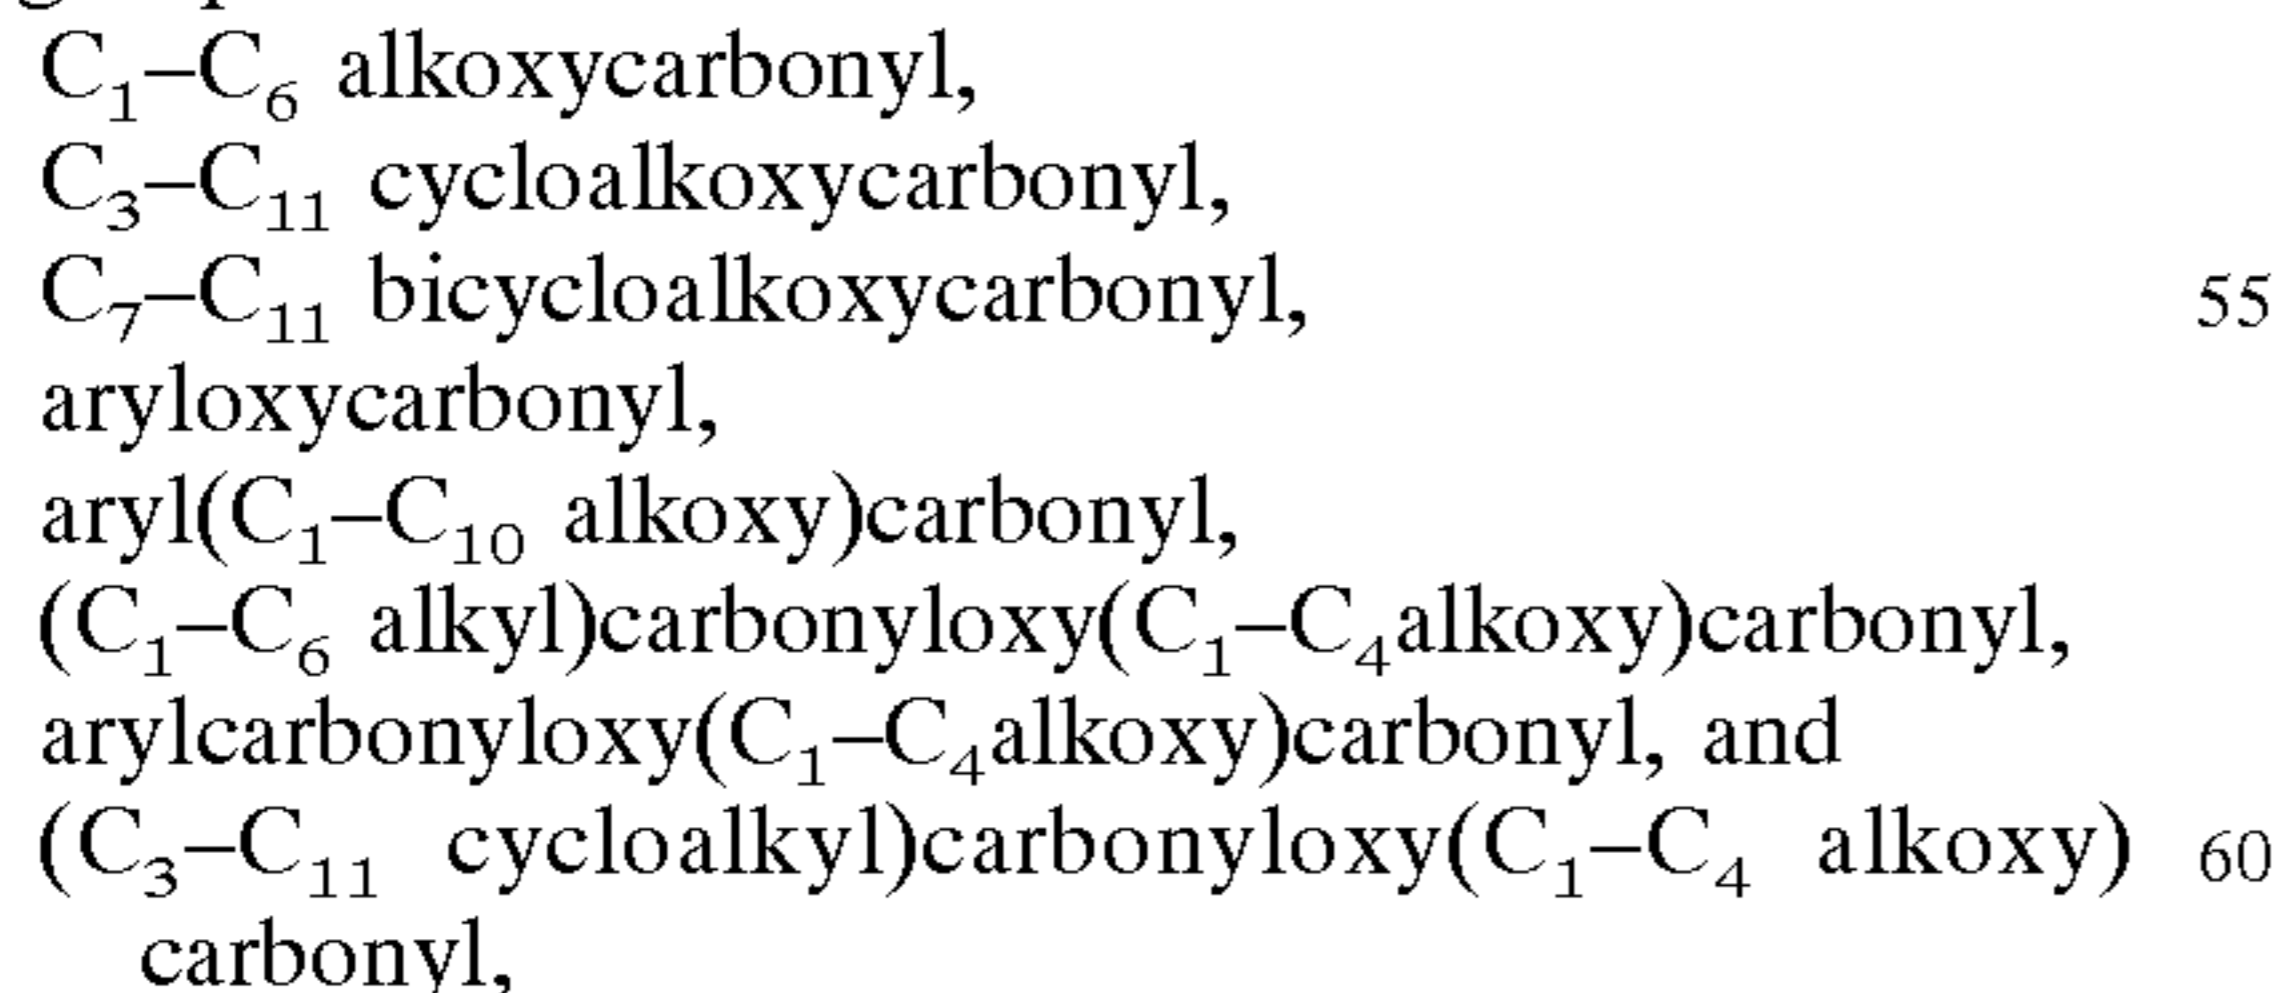 C₁–C₆ alkoxycarbonyl,
C₃–C₁₁ cycloalkoxycarbonyl,
C₇–C₁₁ bicycloalkoxycarbonyl, 55
aryloxycarbonyl,
aryl(C₁–C₁₀ alkoxy)carbonyl,
(C₁–C₆ alkyl)carbonyloxy(C₁–C₄alkoxy)carbonyl,
arylcarbonyloxy(C₁–C₄alkoxy)carbonyl, and
(C₃–C₁₁ cycloalkyl)carbonyloxy(C₁–C₄ alkoxy) 60
carbonyl,